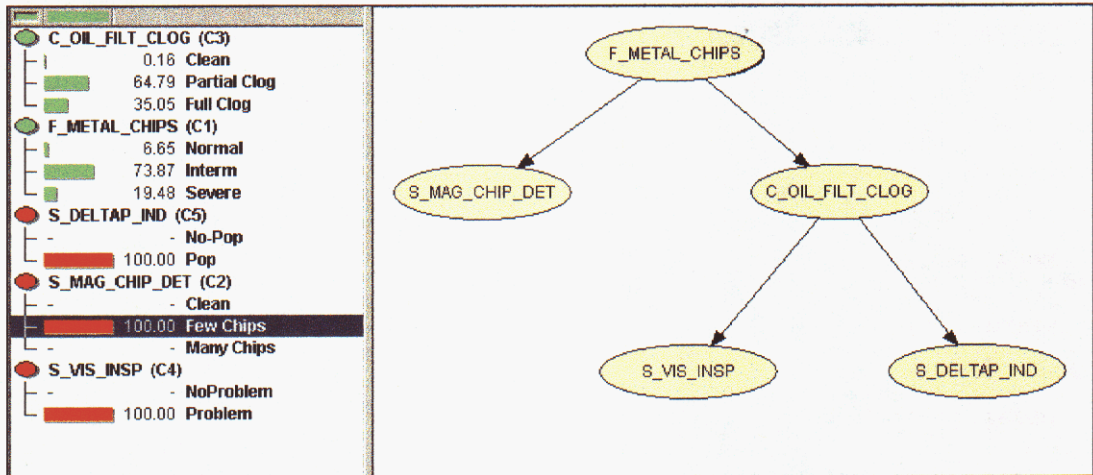 C_OIL_FILT_CLOG (C3)
0.16 Clean
64.79 Partial Clog
35.05 Full Clog
F_METAL_CHIPS (C1)
6.65 Normal
73.87 Interm
19.48 Severe
S_DELTAP_IND (C5)
- - No-Pop
100.00 Pop
S_MAG_CHIP_DET (C2)
- - Clean
100.00 Few Chips
- - Many Chips
S_VIS_INSP (C4)
- - NoProblem
100.00 Problem
F_METAL_CHIPS
S_MAG_CHIP_DET
C_OIL_FILT_CLOG
S_VIS_INSP
S_DELTAP_IND